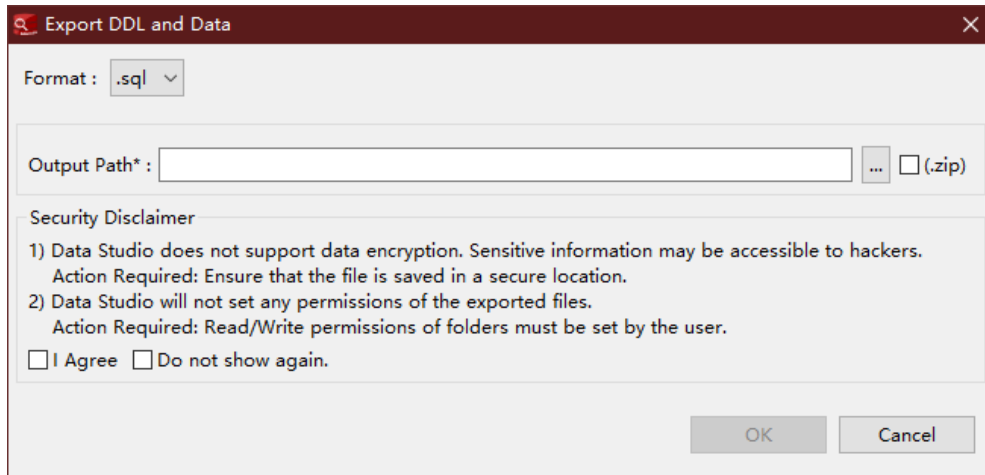 Export DDL and Data
Format : .sql
Output Path* : ... (.zip)
Security Disclaimer
1) Data Studio does not support data encryption. Sensitive information may be accessible to hackers.
Action Required: Ensure that the file is saved in a secure location.
2) Data Studio will not set any permissions of the exported files.
Action Required: Read/Write permissions of folders must be set by the user.
I Agree Do not show again.
OK Cancel